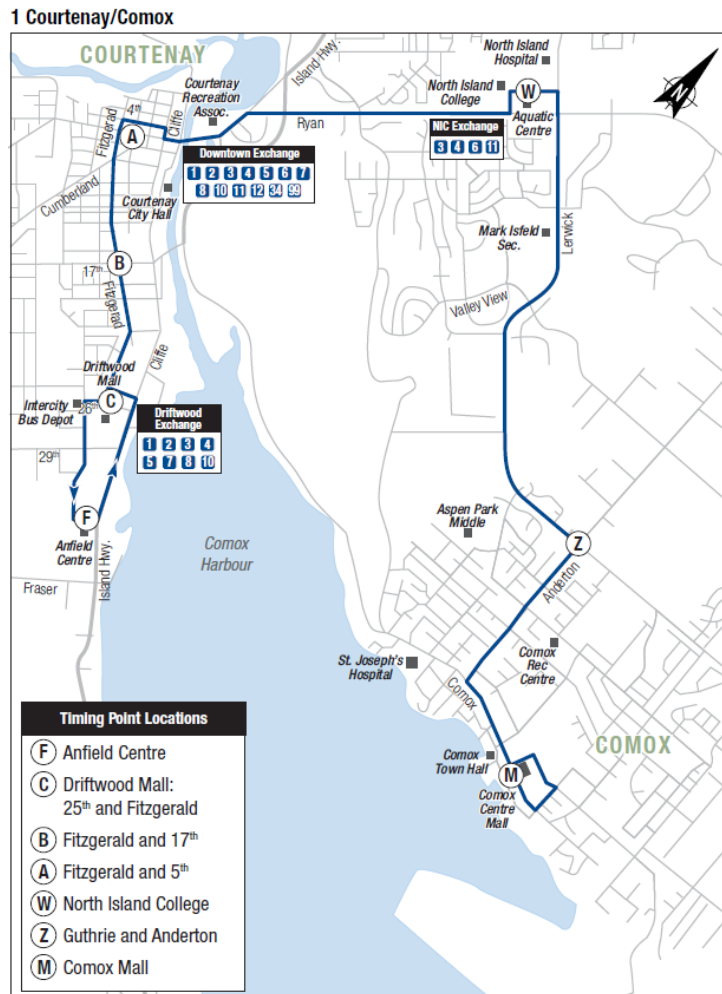 1 Courtenay/Comox
COURTENAY
Island Hwy.
North Island
Hospital
North Island
College
W
Aquatic
Centre
Courtenay
Recreation
Assoc.
4th
Cliffe
Fitzgerad
A
Ryan
NIC Exchange
3 4 6 11
N
Downtown Exchange
1 2 3 4 5 6 7
8 10 11 12 34 99
Cumberland
Courtenay
City Hall
Mark Isfeld
Sec.
Lerwick
17th
B
Fitzgerad
Valley View
Cliffe
Driftwood
Mall
C
Intercity
Bus Depot
26th
Driftwood
Exchange
1 2 3 4
5 7 8 10
29th
F
Anfield
Centre
Island Hwy.
Fraser
Comox
Harbour
Aspen Park
Middle
Z
Anderton
Comox
Rec
Centre
St. Joseph's
Hospital
Comox
COMOX
Comox
Town Hall
M
Comox
Centre
Mall
Timing Point Locations
F Anfield Centre
C Driftwood Mall:
25th and Fitzgerald
B Fitzgerald and 17th
A Fitzgerald and 5th
W North Island College
Z Guthrie and Anderton
M Comox Mall